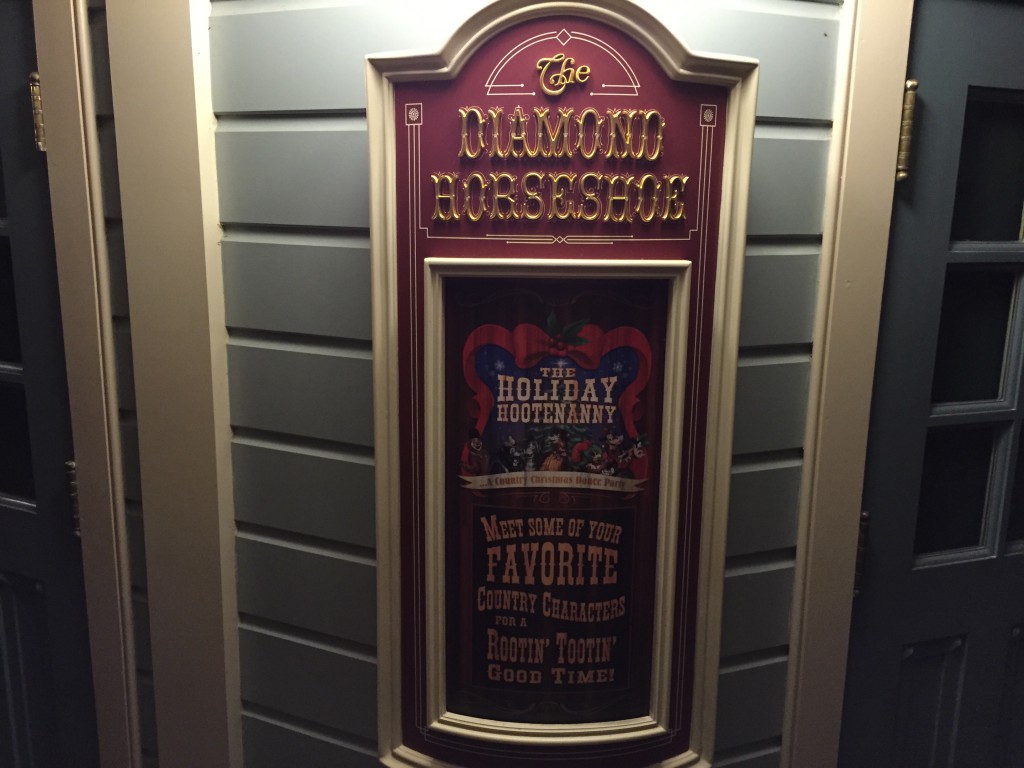 The
DIAMOND
HORSESHOE
THE
HOLIDAY
HOOTENANNY
A Country Christmas Dance Party
MEET SOME OF YOUR
FAVORITE
COUNTRY CHARACTERS
FOR A
ROOTIN' TOOTIN'
GOOD TIME!